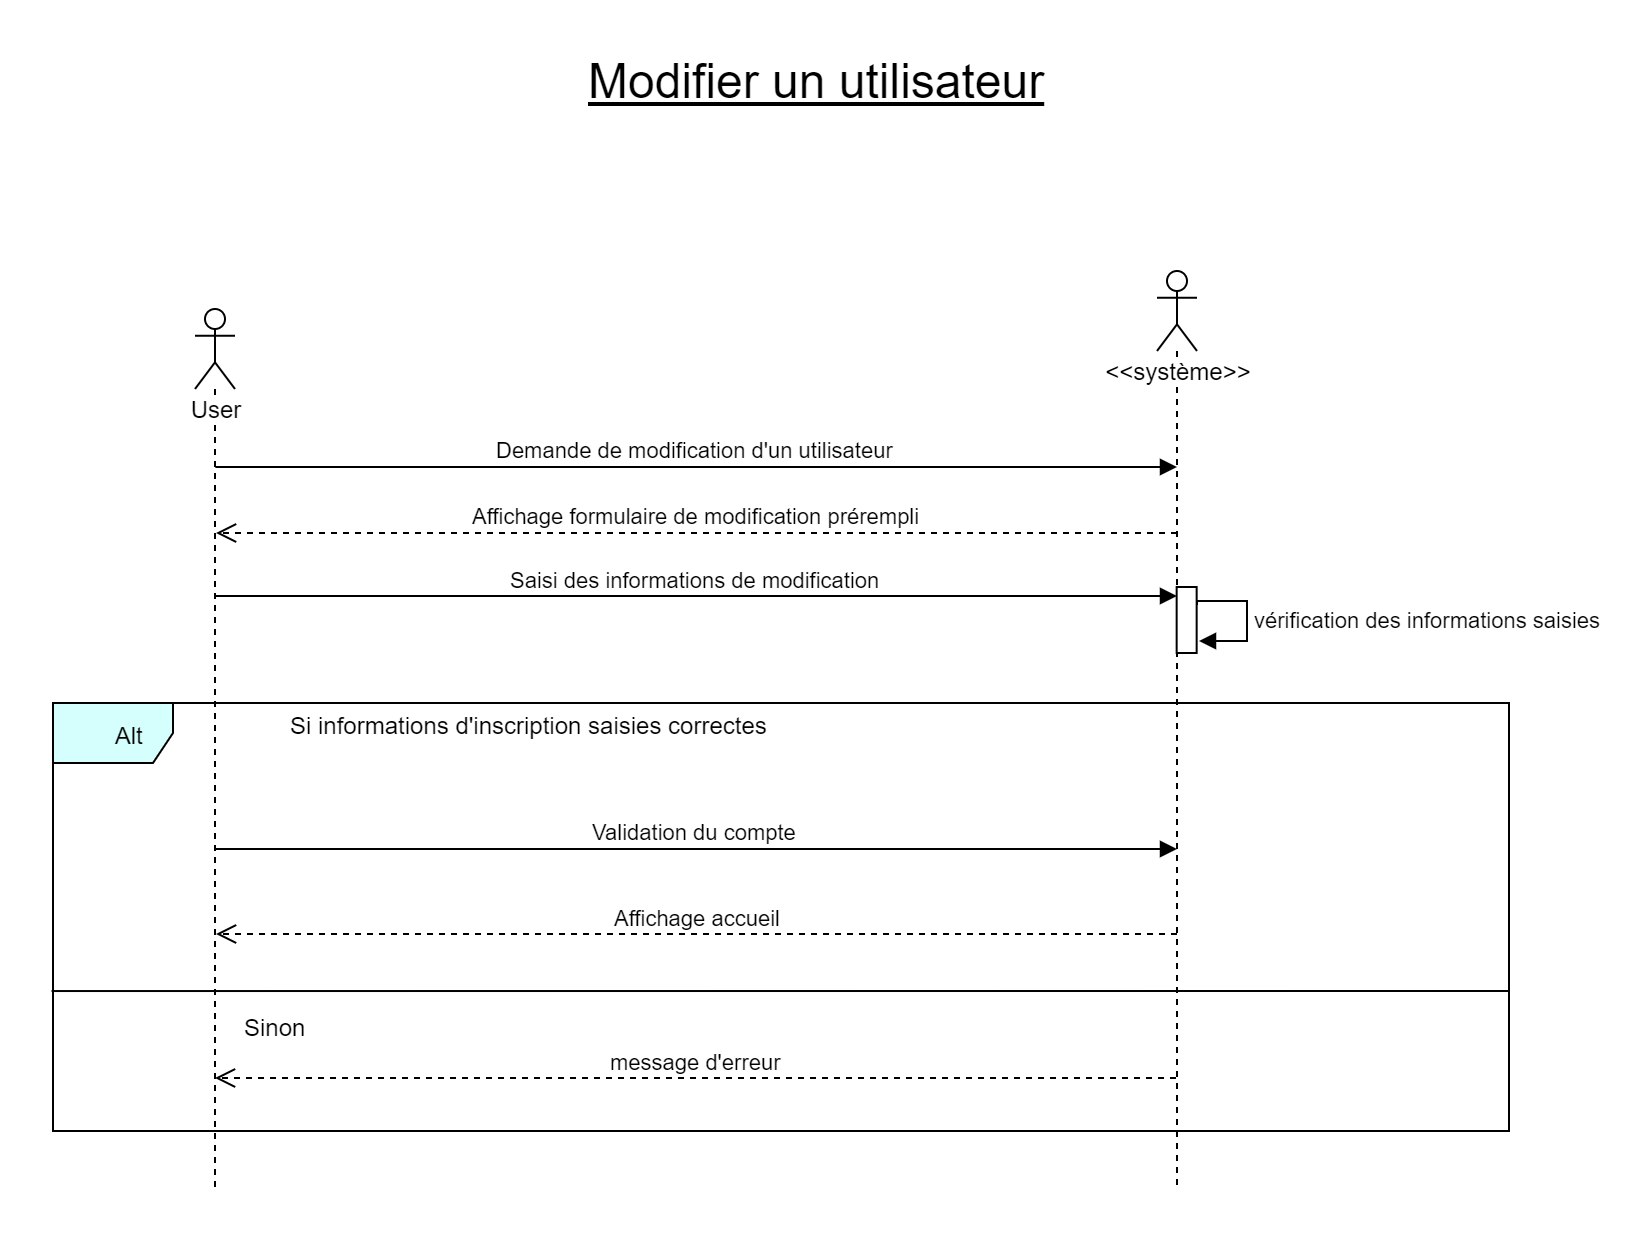 Modifier un utilisateur
<<système>>
User
Demande de modification d'un utilisateur
Affichage formulaire de modification prérempli
Saisi des informations de modification
vérification des informations saisies
Alt
Si informations d'inscription saisies correctes
Validation du compte
Affichage accueil
Sinon
message d'erreur